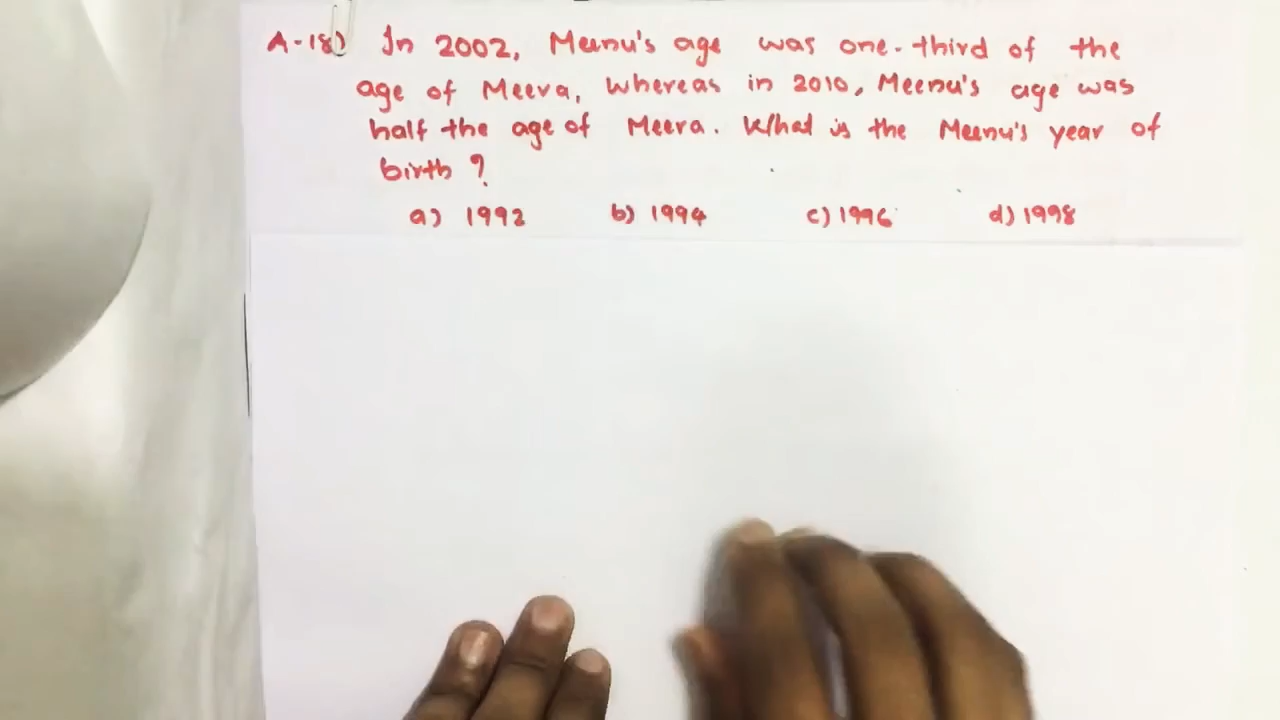 A-18) In 2002, Meenu's age was one-third of the
age of Meera, whereas in 2010, Meenu's age was
half the age of Meera. What is the Meenu's year of
birth ?
a) 1992 b) 1994 c) 1996 d) 1998